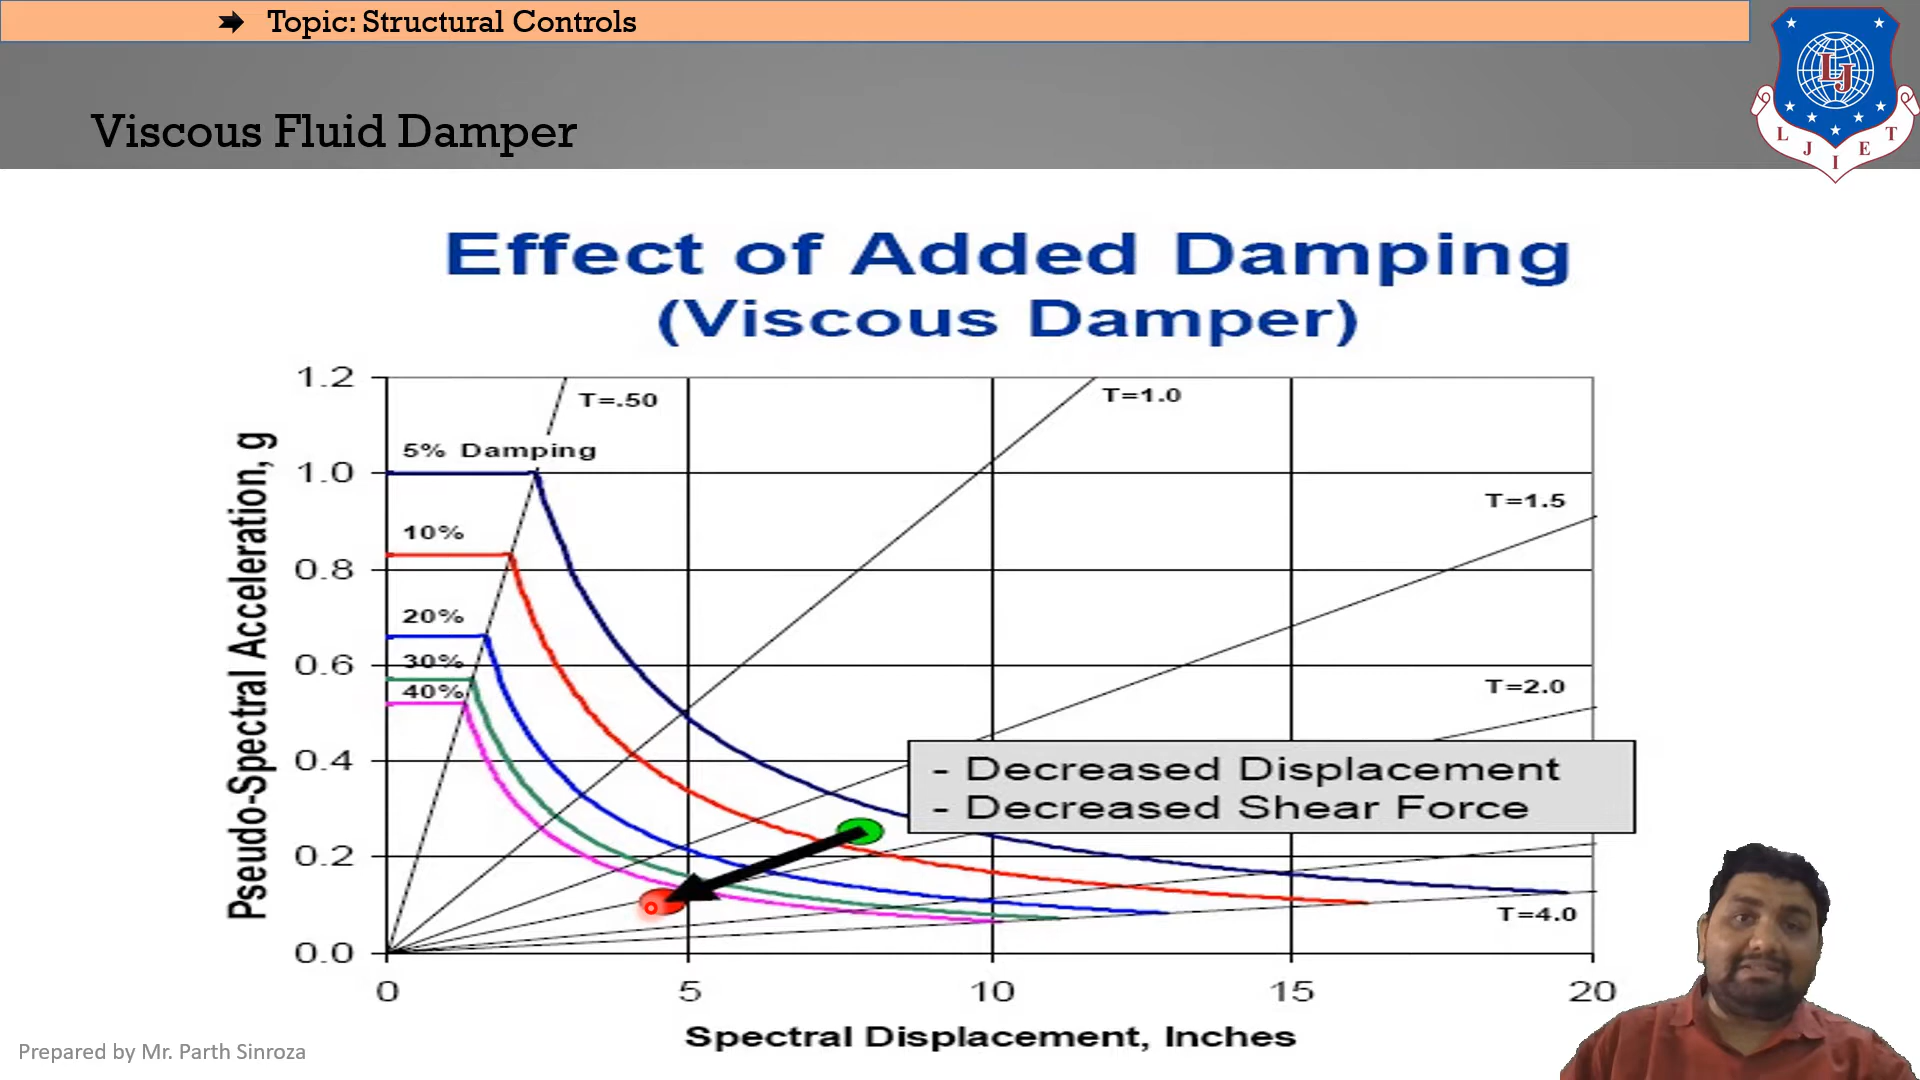 Topic: Structural Controls
Viscous Fluid Damper
L J I E T
LJ
Effect of Added Damping
(Viscous Damper)
1.2
T=.50
T=1.0
5% Damping
1.0
T=1.5
10%
0.8
20%
0.6
30%
T=2.0
40%
0.4
- Decreased Displacement
- Decreased Shear Force
0.2
T=4.0
0.0
0 5 10 15 20
Pseudo-Spectral Acceleration, g
Spectral Displacement, Inches
Prepared by Mr. Parth Sinroza